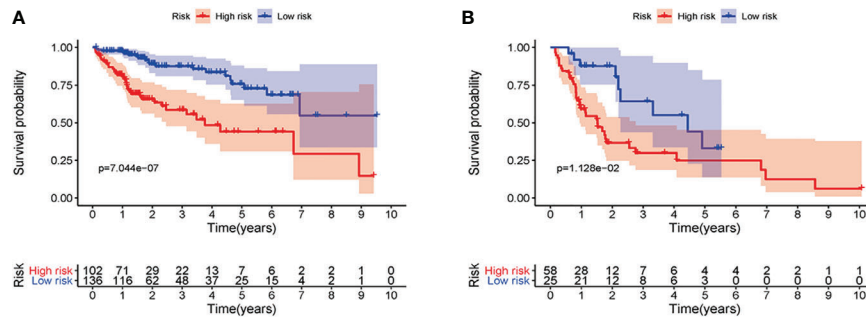 A
Risk High risk Low risk
1.00
0.75
0.50
0.25
0.00
Survival probability
p=7.044e-07
0 1 2 3 4 5 6 7 8 9 10
Time(years)
Risk
High risk 102 71 29 22 13 7 6 2 2 1 0
Low risk 136 116 62 48 37 25 15 4 2 1 0
0 1 2 3 4 5 6 7 8 9 10
Time(years)
B
Risk High risk Low risk
1.00
0.75
0.50
0.25
0.00
Survival probability
p=1.128e-02
0 1 2 3 4 5 6 7 8 9 10
Time(years)
Risk
High risk 58 28 12 7 6 4 4 2 2 1 1
Low risk 25 21 12 8 6 3 0 0 0 0 0
0 1 2 3 4 5 6 7 8 9 10
Time(years)